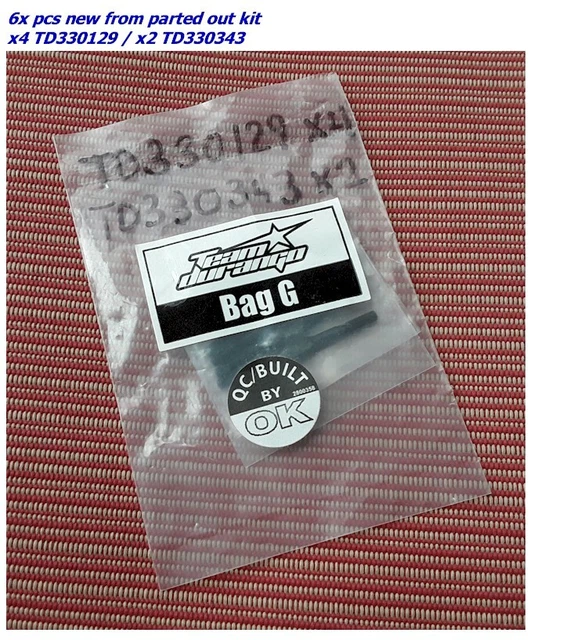 6x pcs new from parted out kit
x4 TD330129 / x2 TD330343
TD330129 x4
TD330343 x2
Team
durango
Bag G
QC/BUILT
BY
2800358
OK